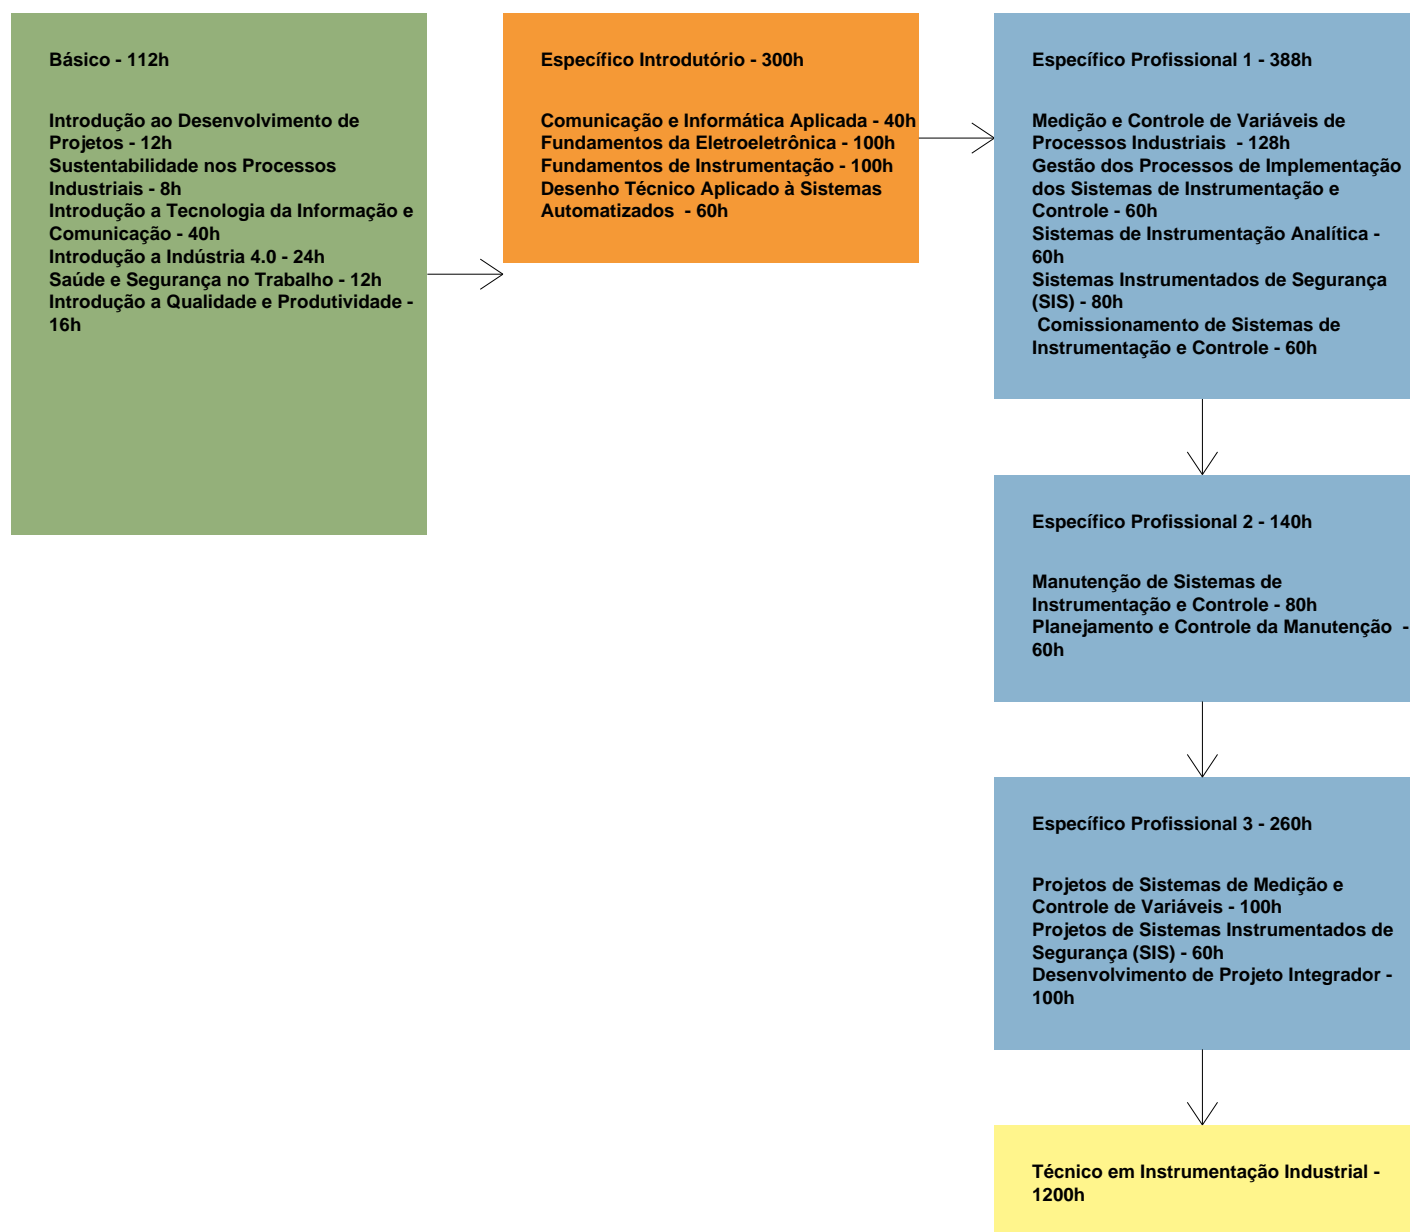 Básico - 112h
Introdução ao Desenvolvimento de
Projetos - 12h
Sustentabilidade nos Processos
Industriais - 8h
Introdução a Tecnologia da Informação e
Comunicação - 40h
Introdução a Indústria 4.0 - 24h
Saúde e Segurança no Trabalho - 12h
Introdução a Qualidade e Produtividade -
16h
Específico Introdutório - 300h
Comunicação e Informática Aplicada - 40h
Fundamentos da Eletroeletrônica - 100h
Fundamentos de Instrumentação - 100h
Desenho Técnico Aplicado à Sistemas
Automatizados - 60h
Específico Profissional 1 - 388h
Medição e Controle de Variáveis de
Processos Industriais - 128h
Gestão dos Processos de Implementação
dos Sistemas de Instrumentação e
Controle - 60h
Sistemas de Instrumentação Analítica -
60h
Sistemas Instrumentados de Segurança
(SIS) - 80h
Comissionamento de Sistemas de
Instrumentação e Controle - 60h
Específico Profissional 2 - 140h
Manutenção de Sistemas de
Instrumentação e Controle - 80h
Planejamento e Controle da Manutenção -
60h
Específico Profissional 3 - 260h
Projetos de Sistemas de Medição e
Controle de Variáveis - 100h
Projetos de Sistemas Instrumentados de
Segurança (SIS) - 60h
Desenvolvimento de Projeto Integrador -
100h
Técnico em Instrumentação Industrial -
1200h